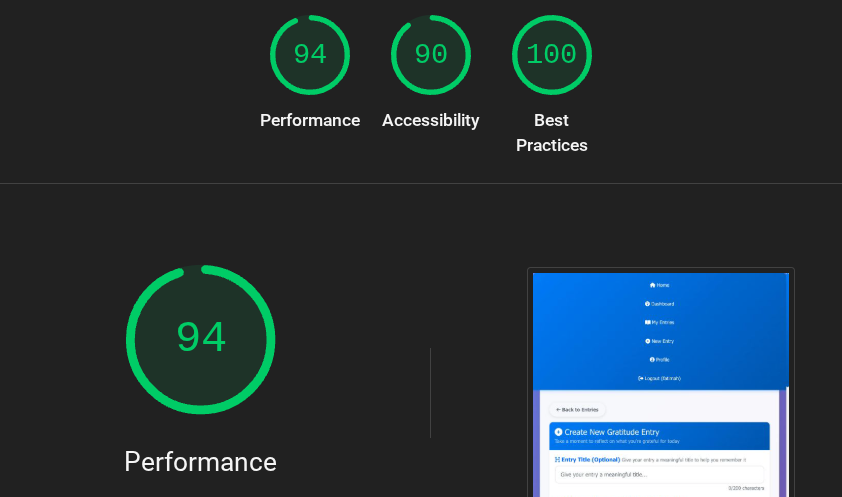 94
90
100
Performance
Accessibility
Best
Practices
94
Performance
Home
Dashboard
My Entries
New Entry
Profile
Logout (fatimah)
← Back to Entries
Create New Gratitude Entry
Take a moment to reflect on what you're grateful for today
Entry Title (Optional) Give your entry a meaningful title to help you remember it
Give your entry a meaningful title...
0/200 characters